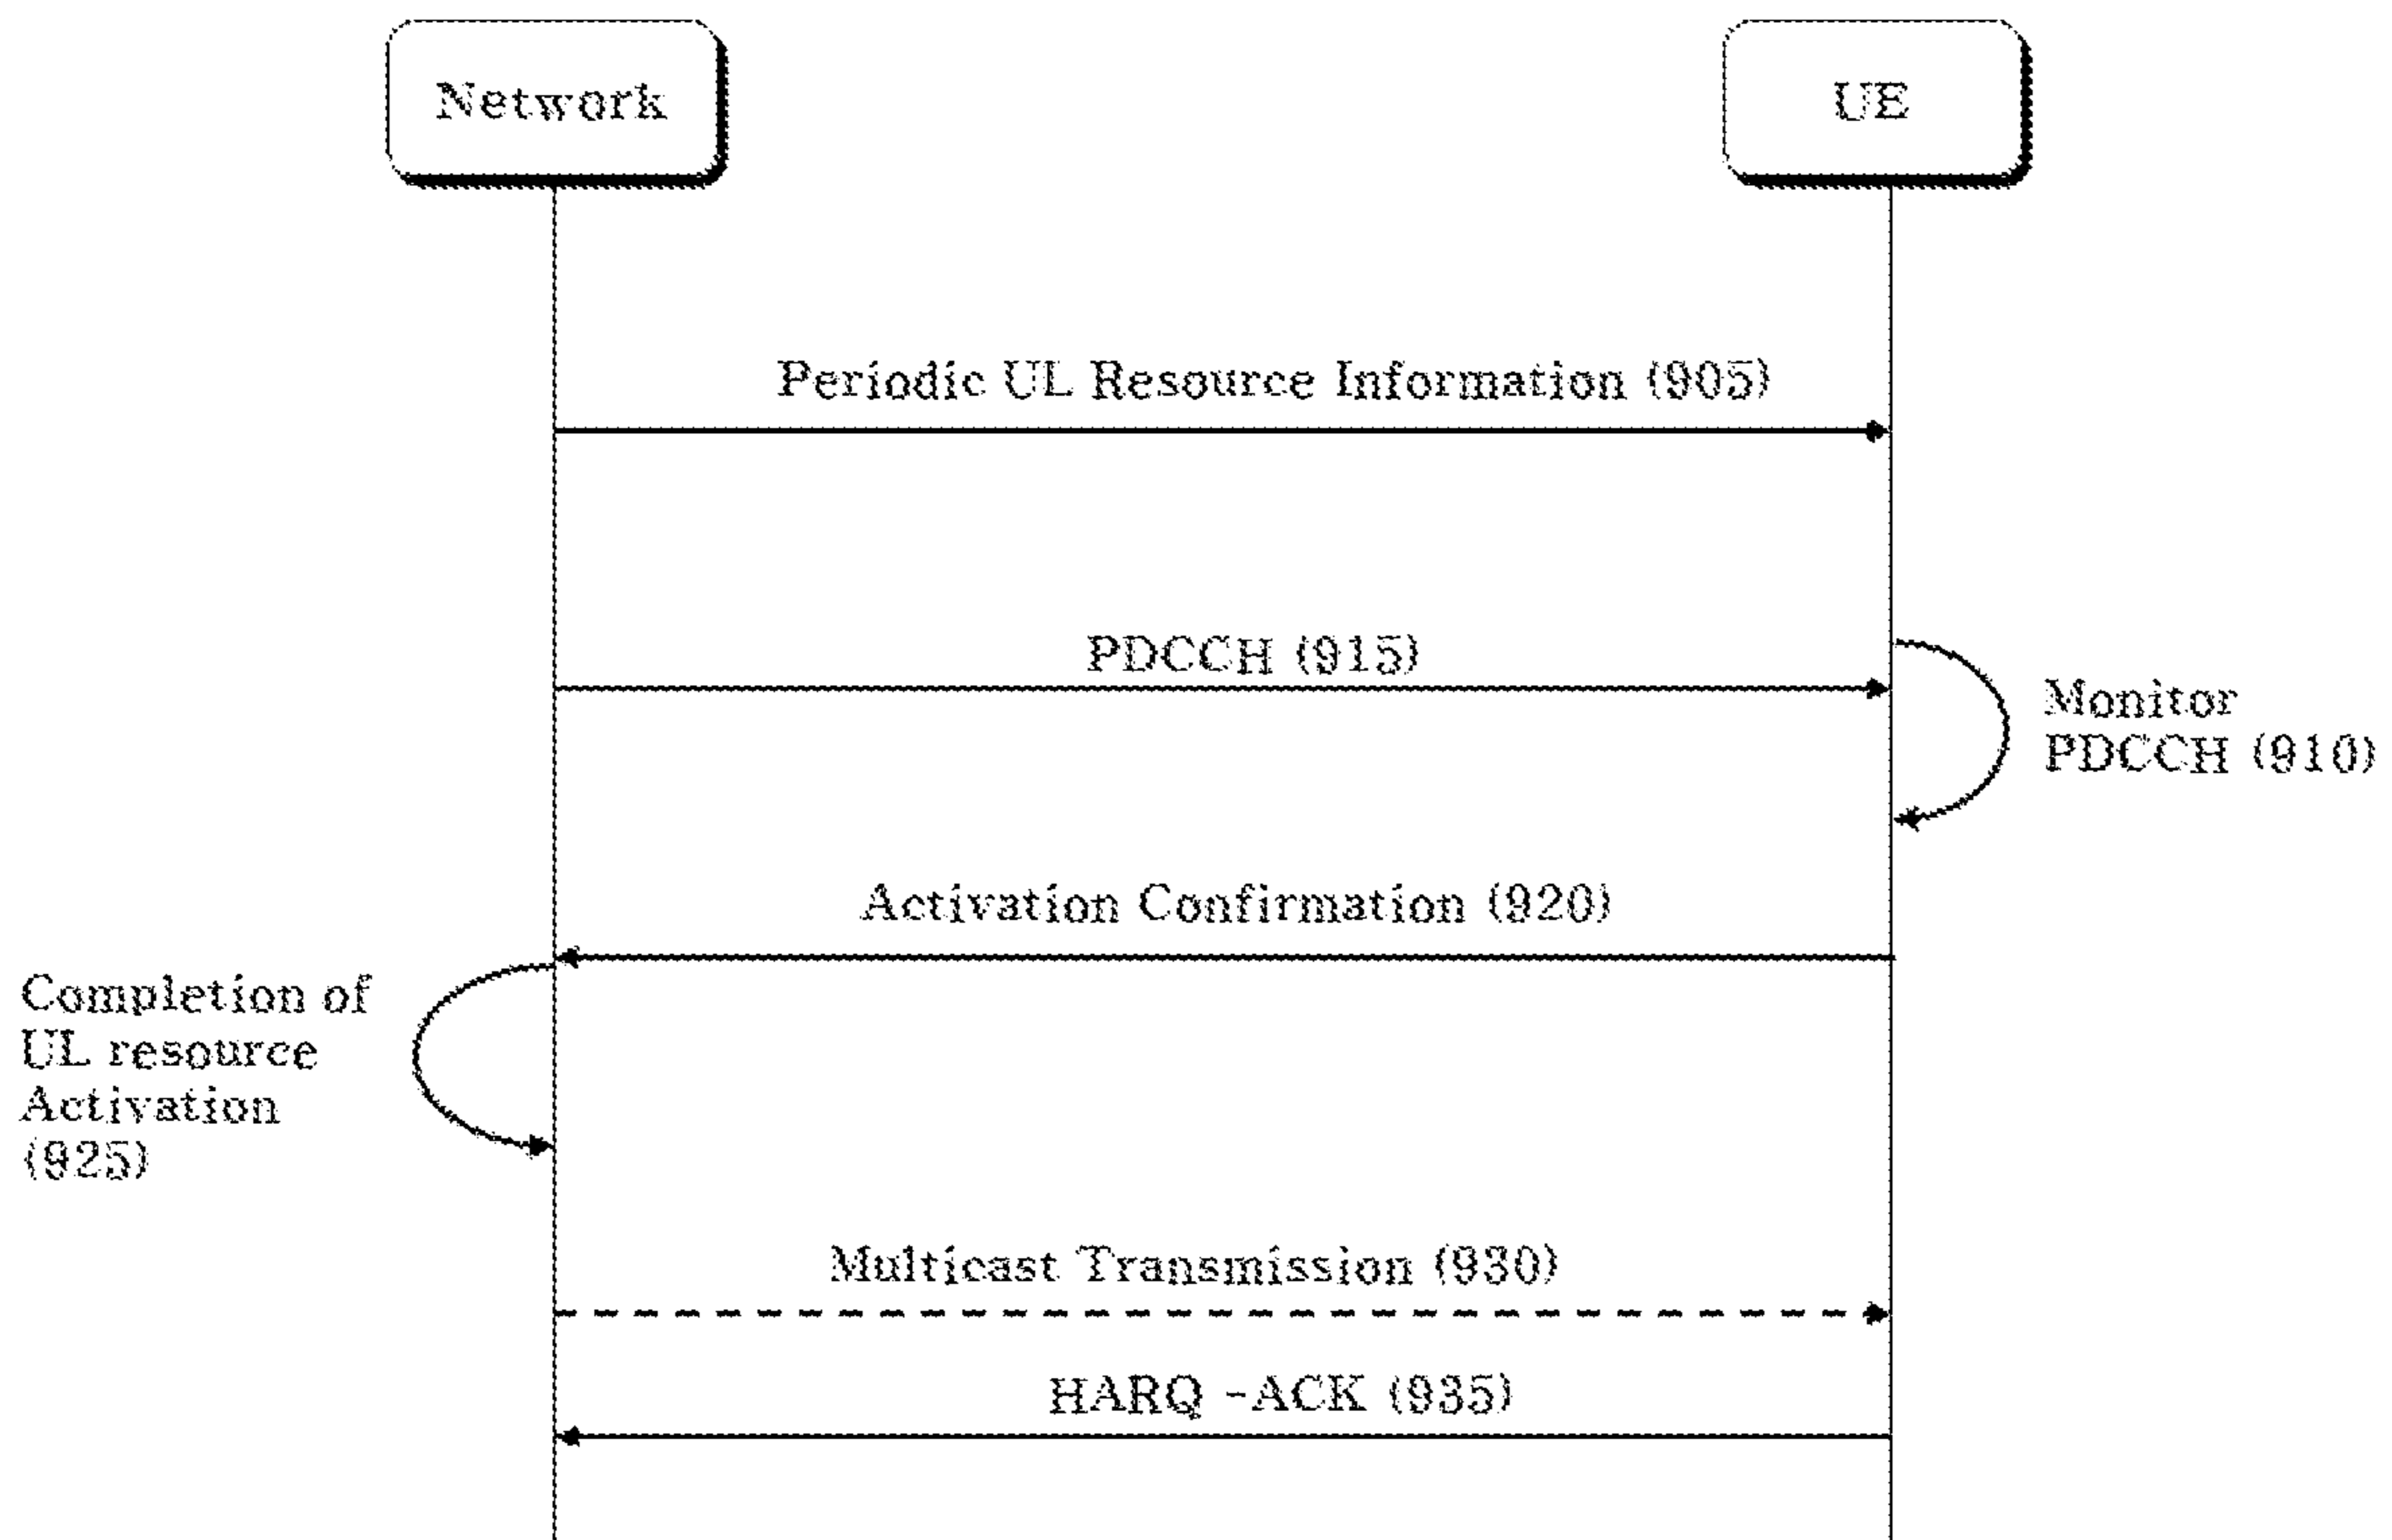 Network
UE
Periodic UL Resource Information (905)
PDCCH (915)
Monitor
PDCCH (910)
Activation Confirmation (920)
Completion of
UL resource
Activation
(925)
Multicast Transmission (930)
HARQ -ACK (935)